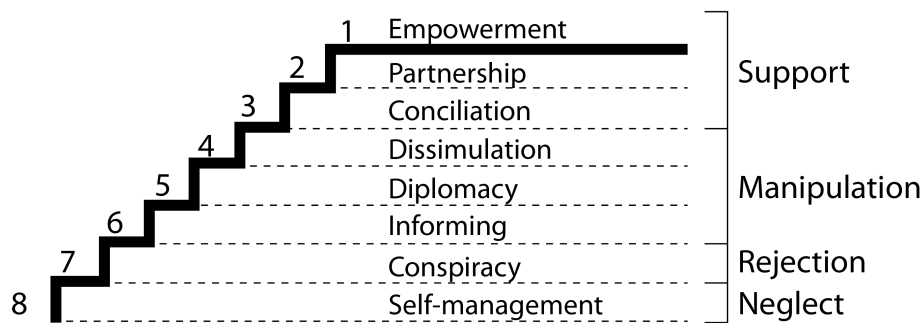 1 Empowerment
2 Partnership
Support
3 Conciliation
4 Dissimulation
5 Diplomacy
Manipulation
6 Informing
7 Conspiracy
Rejection
8 Self-management
Neglect